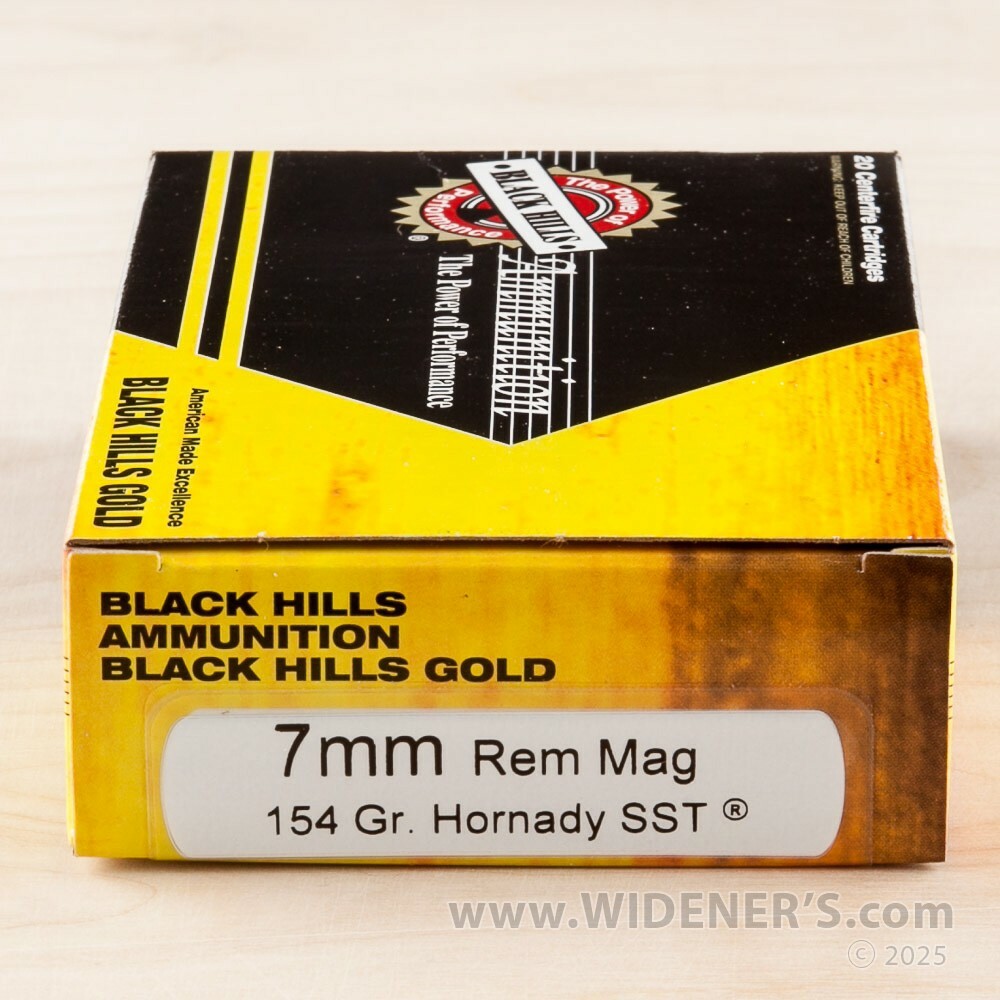 20 Centerfire Cartridges
WARNING: KEEP OUT OF REACH OF CHILDREN
The Power of
BLACK HILLS
Performance
®
Ammunition
The Power of Performance
American Made Excellence
BLACK HILLS GOLD
BLACK HILLS
AMMUNITION
BLACK HILLS GOLD
7mm Rem Mag
154 Gr. Hornady SST ®
www.WIDENER'S.com
© 2025